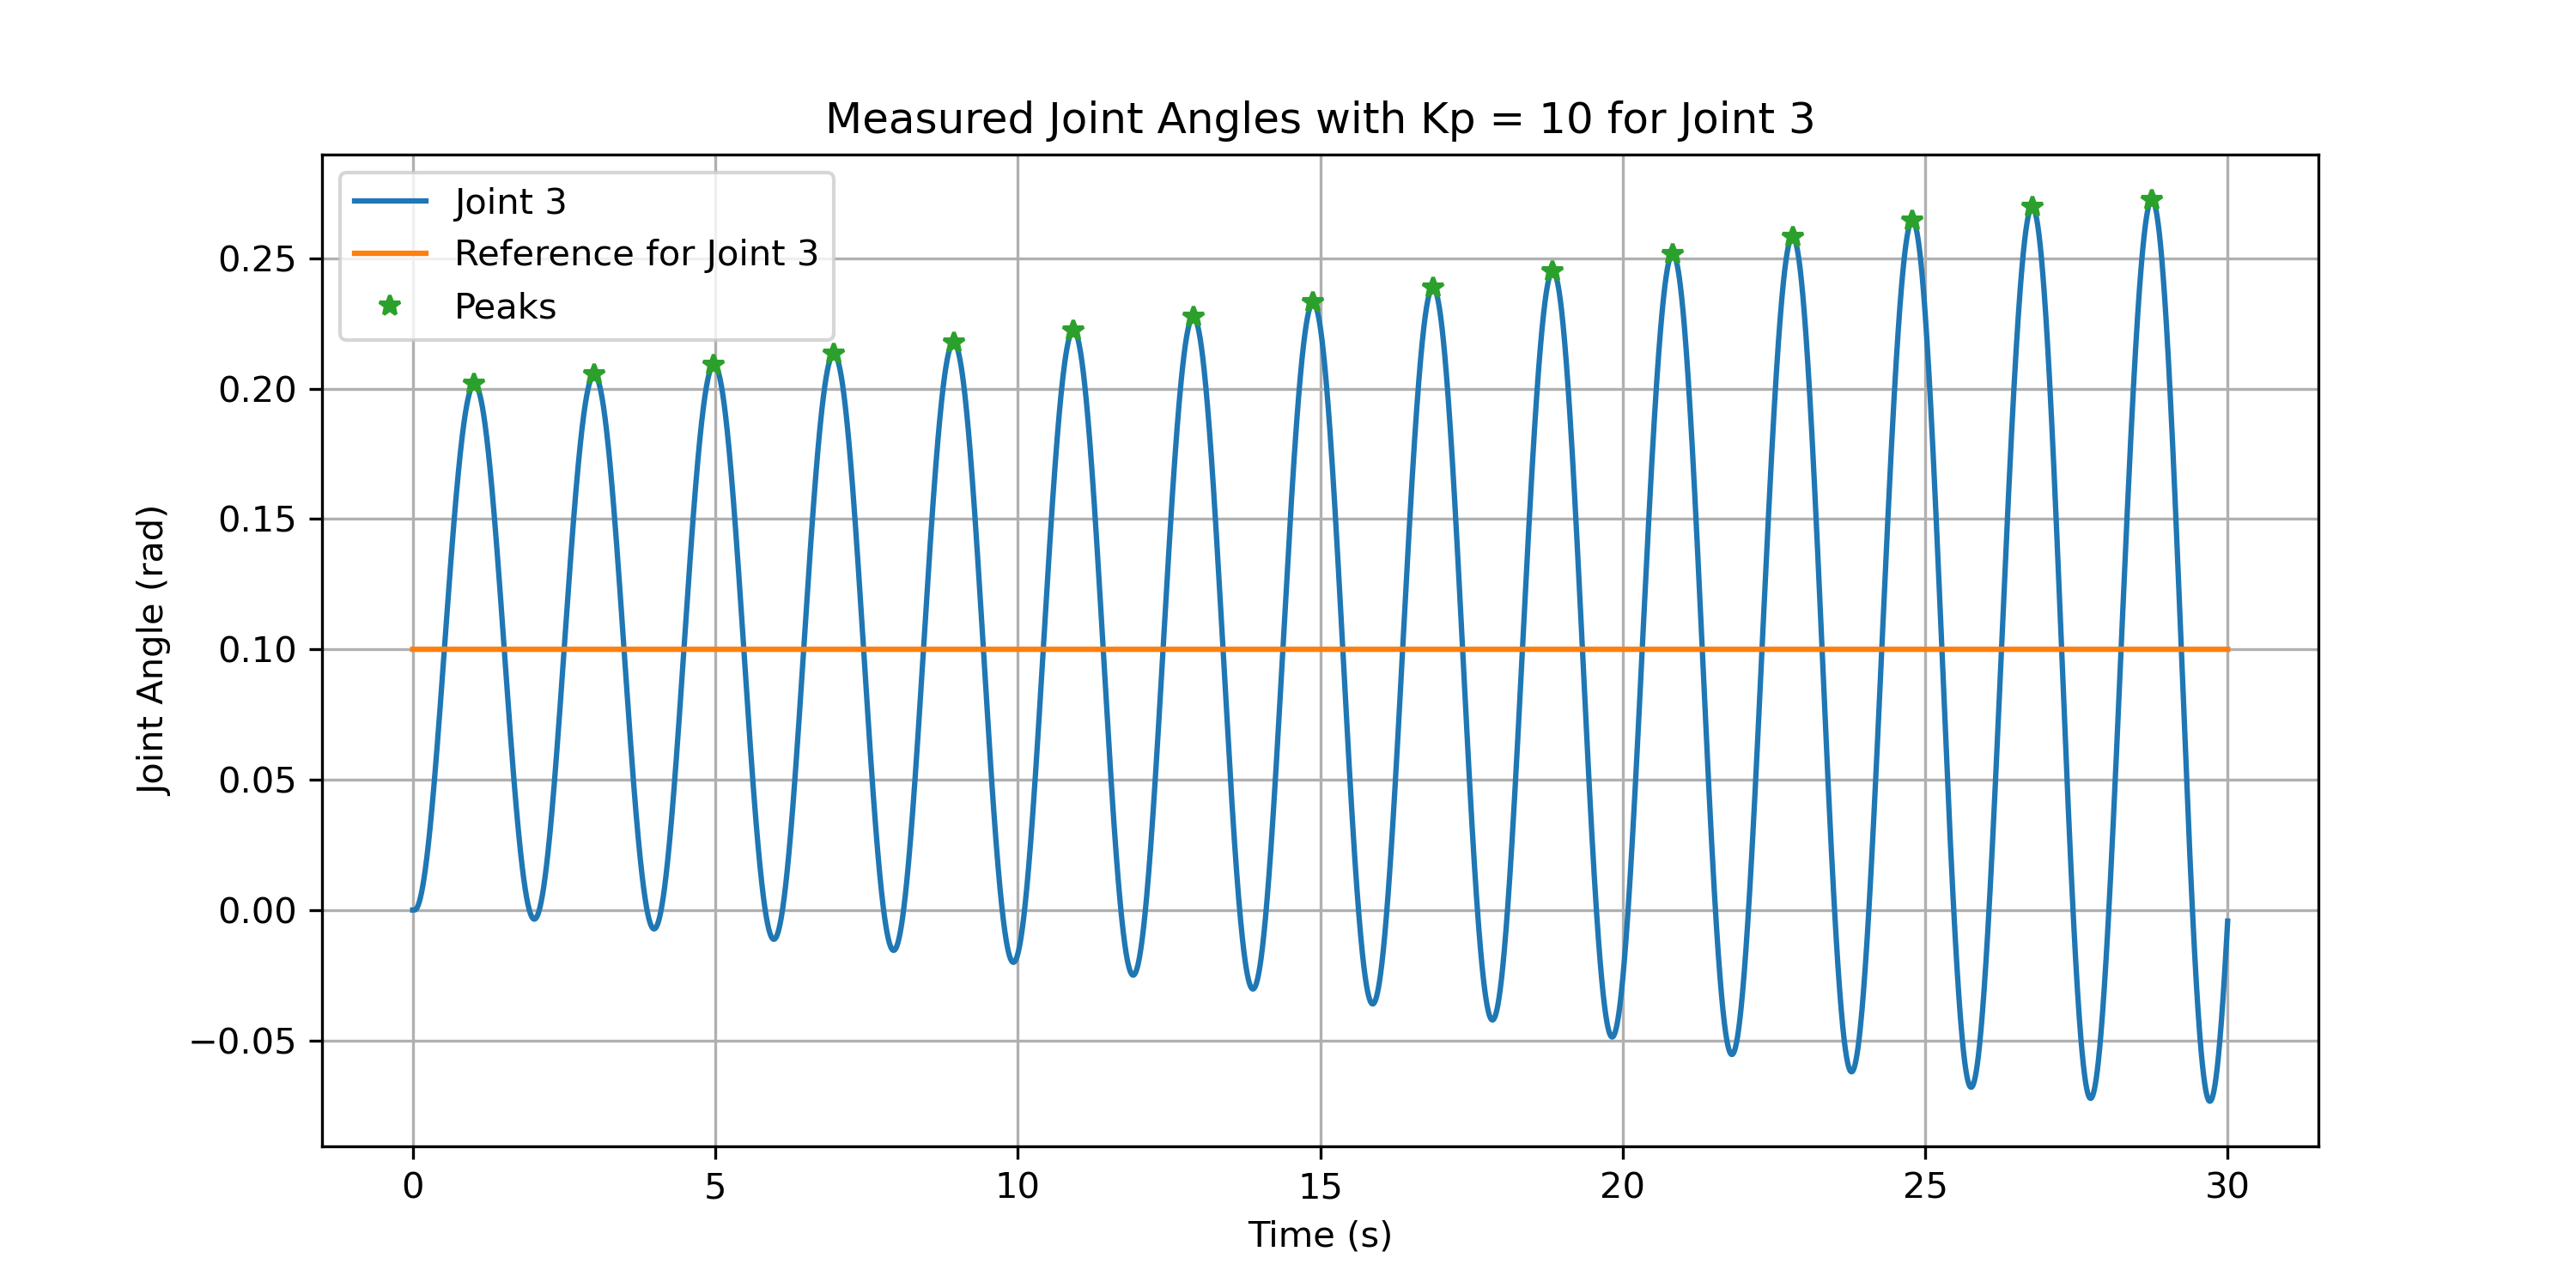 Measured Joint Angles with Kp = 10 for Joint 3
Joint 3
Reference for Joint 3
Peaks
0.25
0.20
0.15
0.10
0.05
0.00
−0.05
Joint Angle (rad)
0 5 10 15 20 25 30
Time (s)